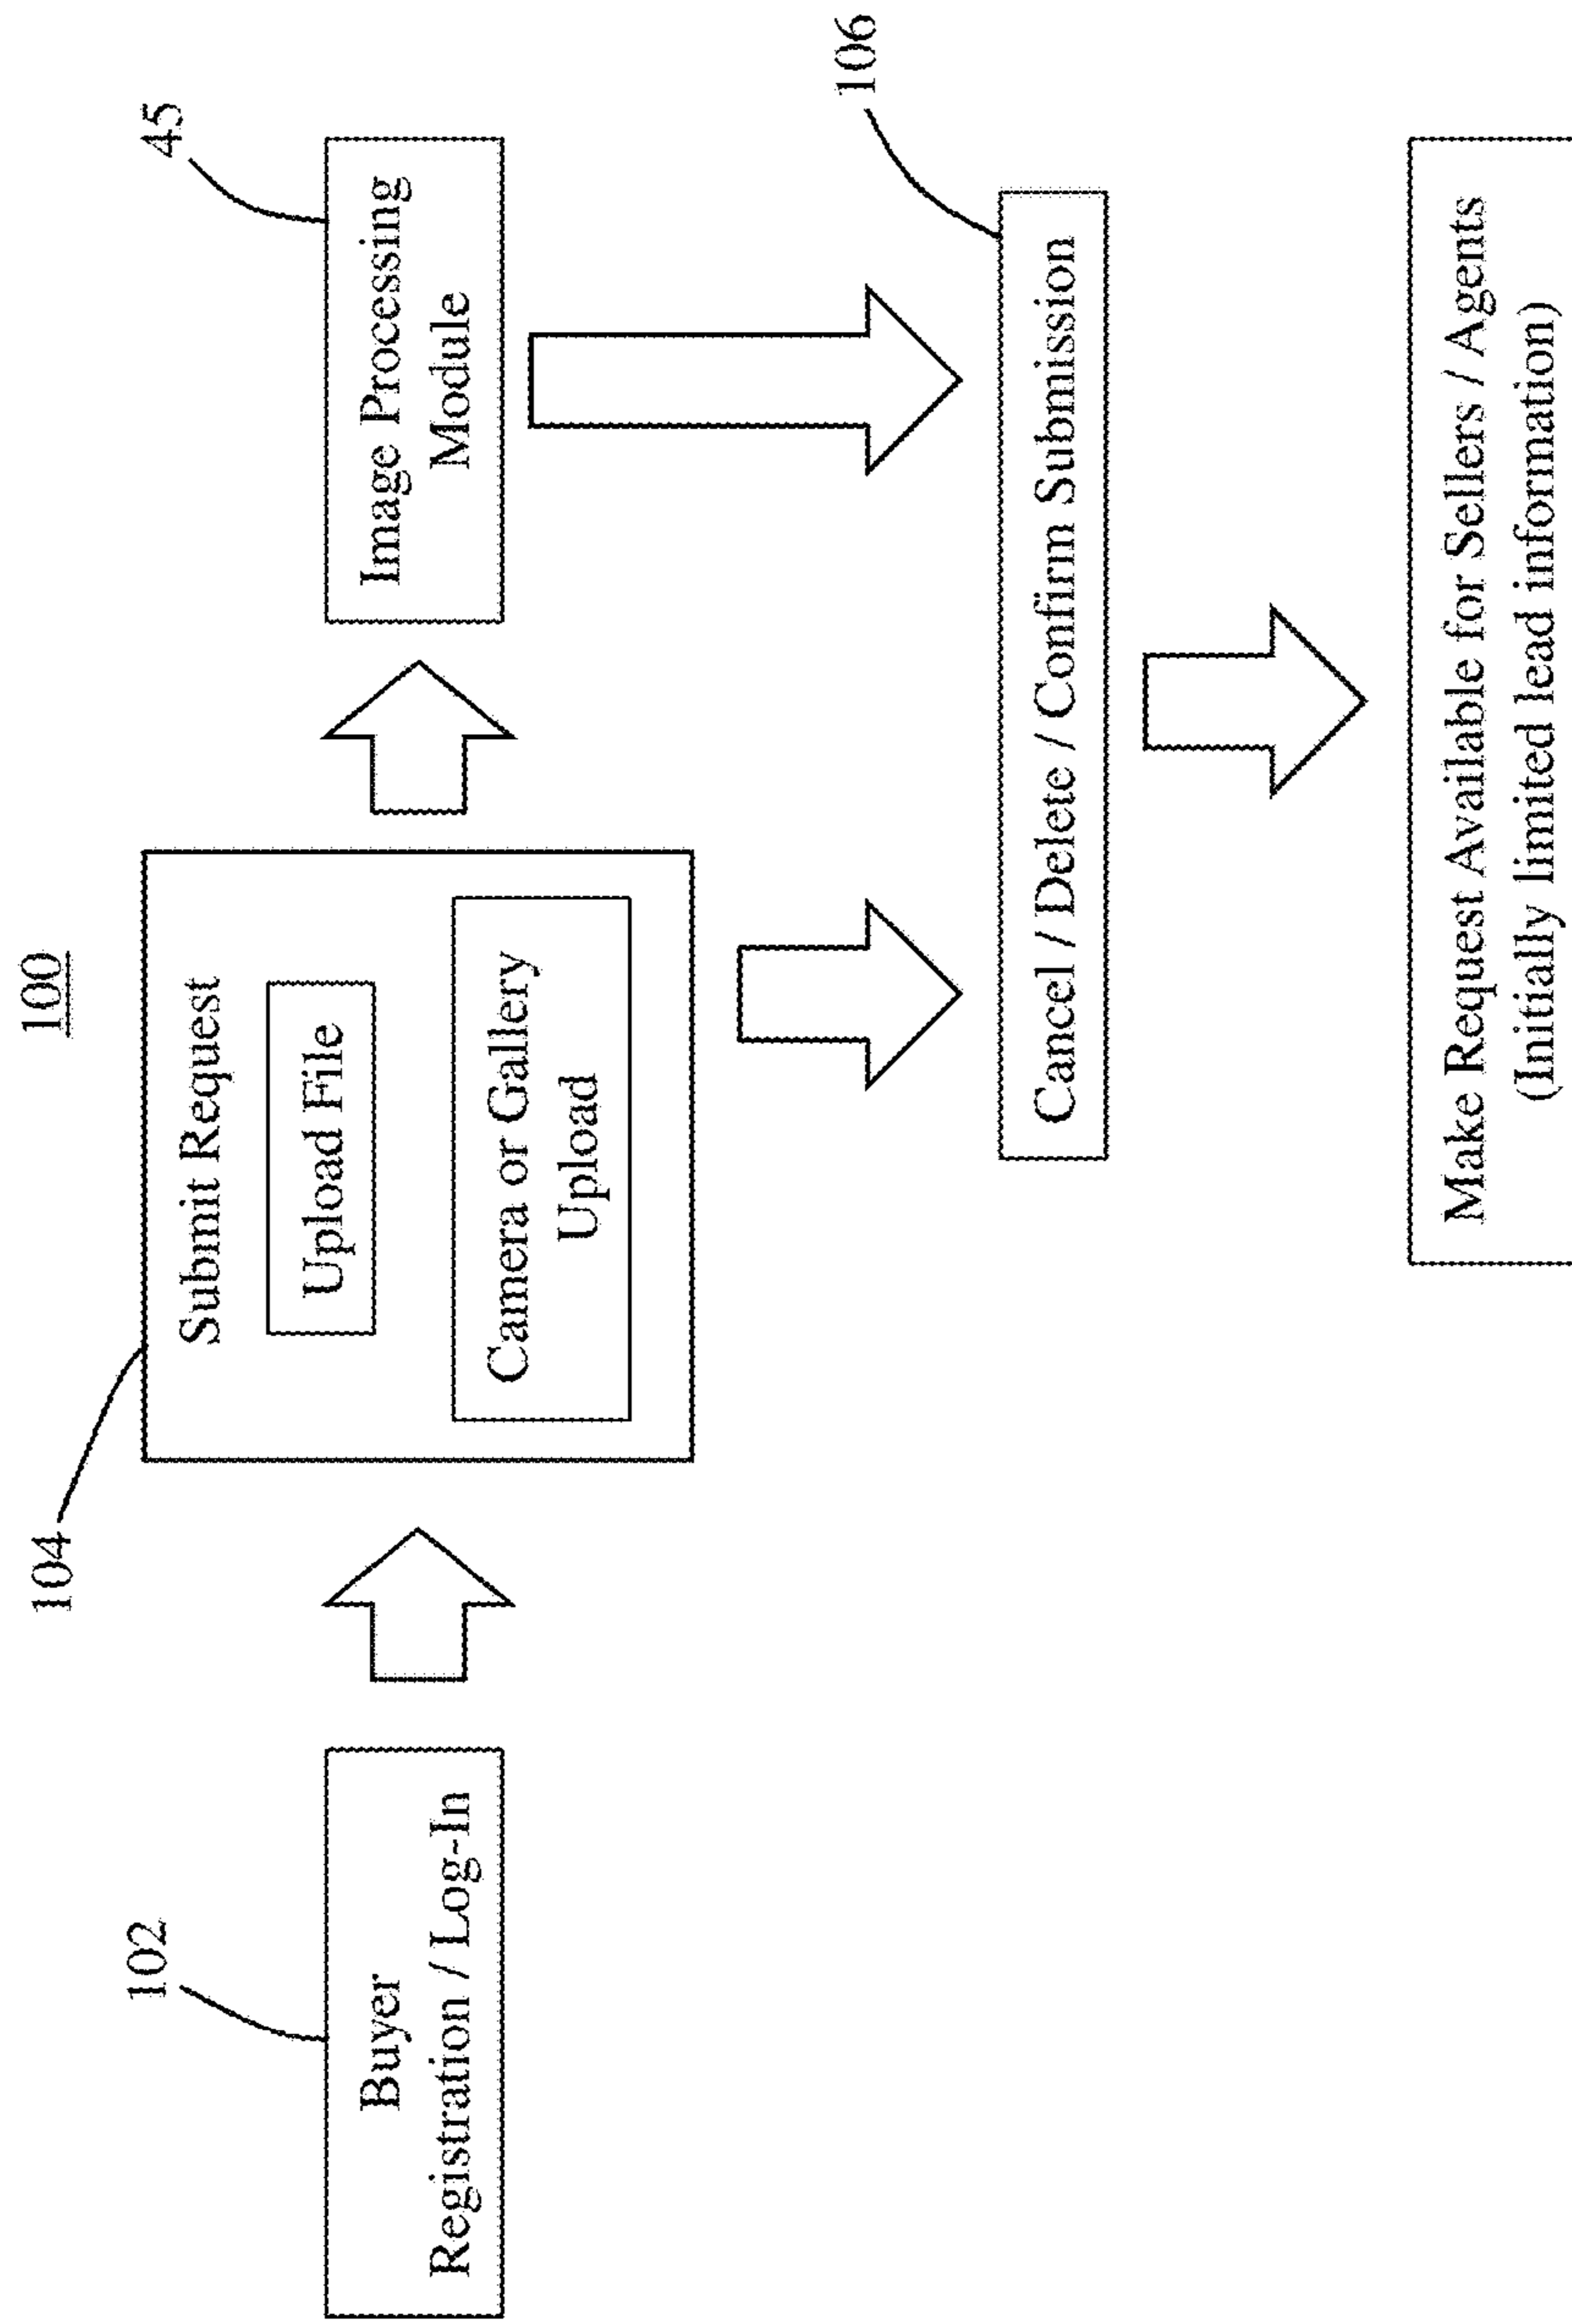 100
104
102
45
106
Buyer
Registration / Log-In
Submit Request
Upload File
Camera or Gallery
Upload
Image Processing
Module
Cancel / Delete / Confirm Submission
Make Request Available for Sellers / Agents
(Initially limited lead information)